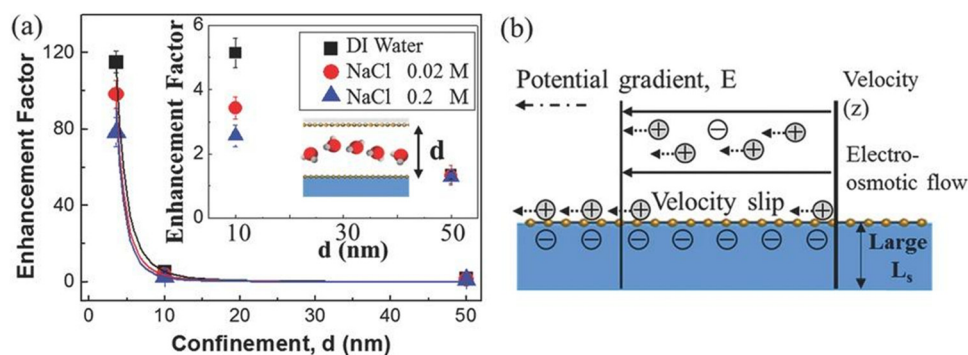 (a)
Enhancement Factor
120
80
40
0
0 10 20 30 40 50
Confinement, d (nm)
Enhancement Factor
6
4
2
0
10 30 50
d (nm)
DI Water
NaCl 0.02 M
NaCl 0.2 M
d
(b)
Potential gradient, E
Velocity
(z)
Electro-
osmotic flow
Velocity slip
Large
Ls